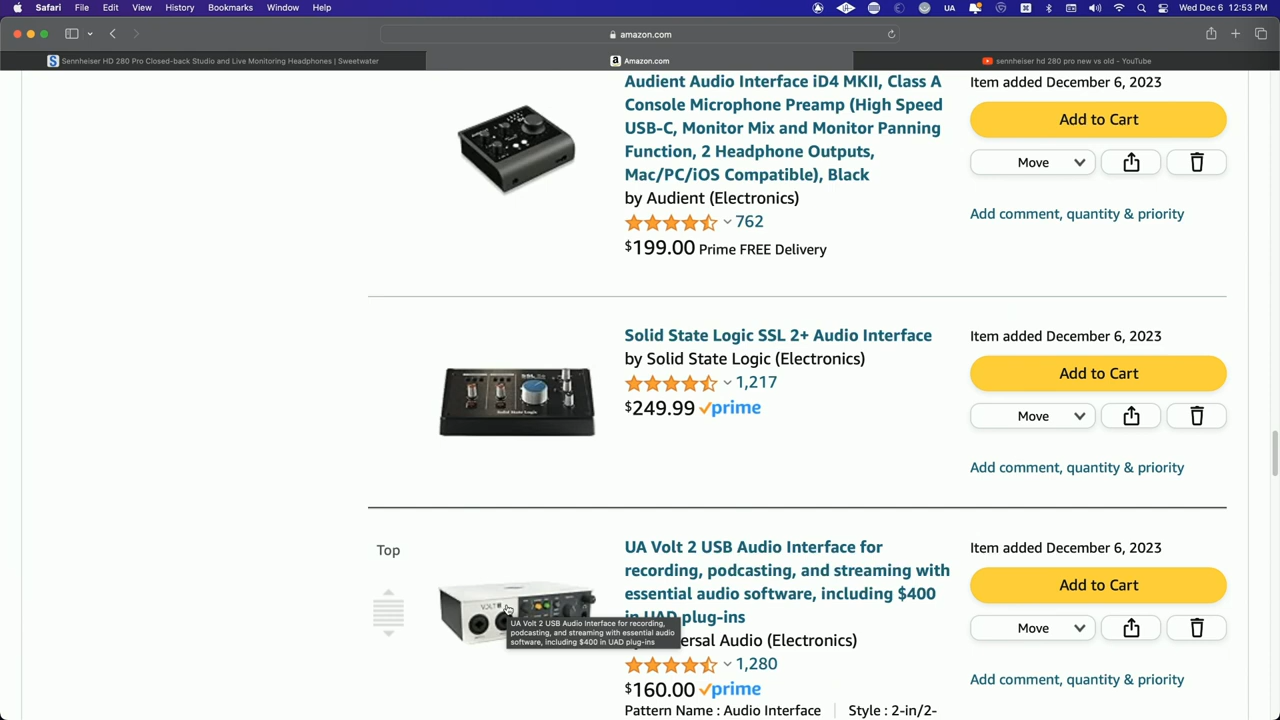 Safari File Edit View History Bookmarks Window Help UA Wed Dec 6 12:53 PM
amazon.com
Sennheiser HD 280 Pro Closed-back Studio and Live Monitoring Headphones | Sweetwater
Amazon.com
sennheiser hd 280 pro new vs old - YouTube
Audient Audio Interface iD4 MKII, Class A
Console Microphone Preamp (High Speed
USB-C, Monitor Mix and Monitor Panning
Function, 2 Headphone Outputs,
Mac/PC/iOS Compatible), Black
by Audient (Electronics)
762
$199.00 Prime FREE Delivery
Item added December 6, 2023
Add to Cart
Move
Add comment, quantity & priority
Solid State Logic SSL 2+ Audio Interface
by Solid State Logic (Electronics)
1,217
$249.99 prime
Solid State Logic
Item added December 6, 2023
Add to Cart
Move
Add comment, quantity & priority
Top
VOLT
UA Volt 2 USB Audio Interface for
recording, podcasting, and streaming with
essential audio software, including $400
in UAD plug-ins
UA Volt 2 USB Audio Interface for recording,
podcasting, and streaming with essential audio
software, including $400 in UAD plug-ins
ersal Audio (Electronics)
1,280
$160.00 prime
Pattern Name : Audio Interface Style : 2-in/2-
Item added December 6, 2023
Add to Cart
Move
Add comment, quantity & priority